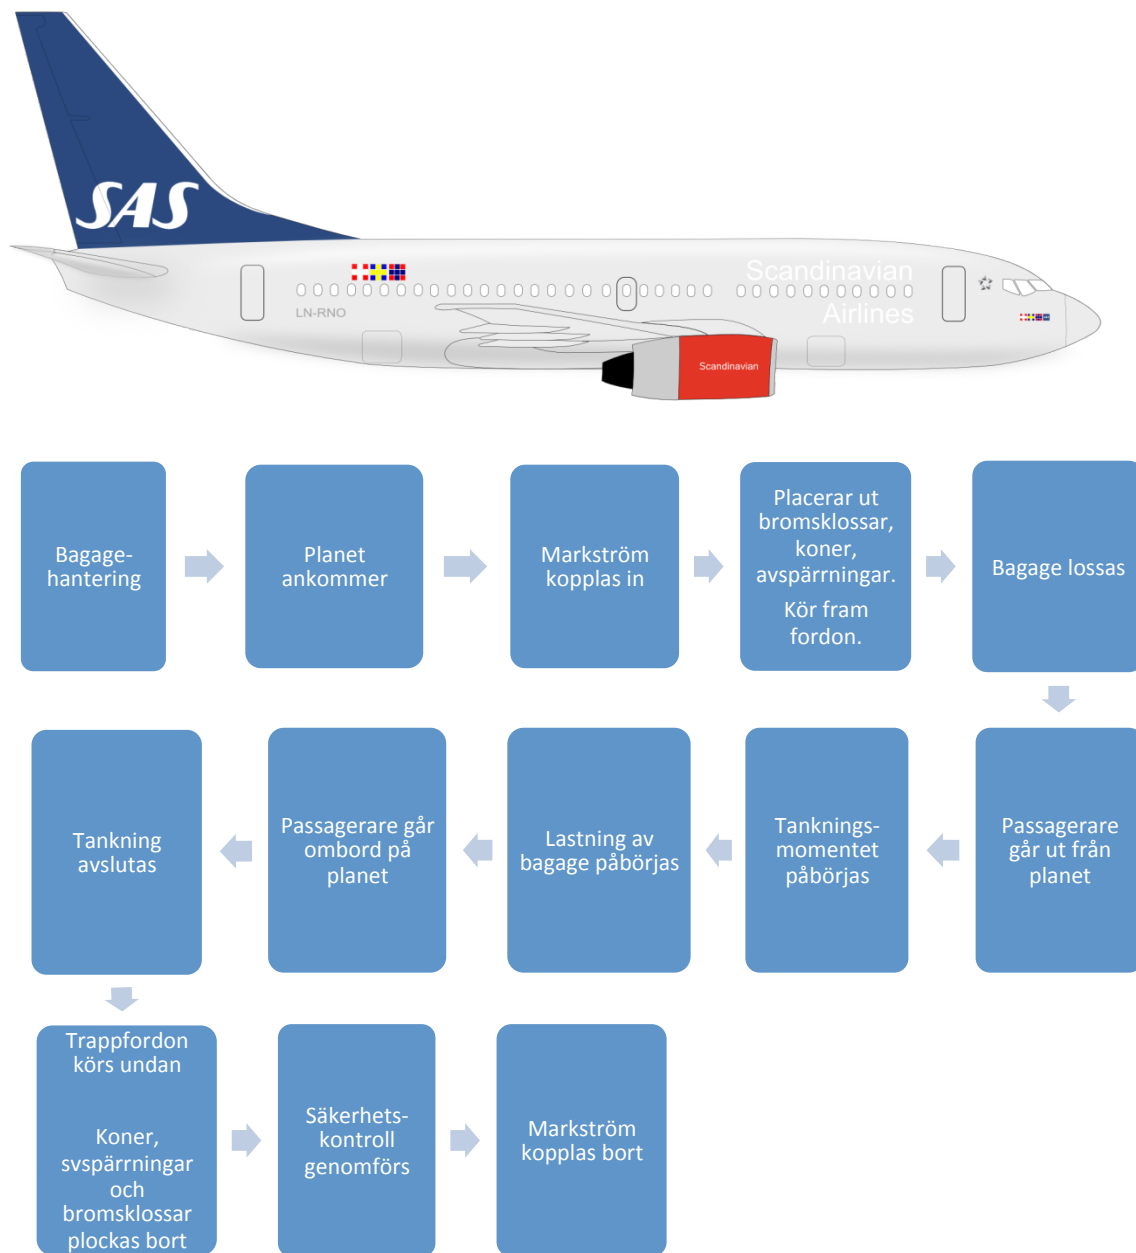 SAS
Scandinavian
Airlines
LN-RNO
Scandinavian
Bagage-
hantering
Planet
ankommer
Markström
kopplas in
Placerar ut
bromsklossar,
koner,
avspärrningar.
Kör fram
fordon.
Bagage lossas
Tankning
avslutas
Passagerare går
ombord på
planet
Lastning av
bagage påbörjas
Tanknings-
momentet
påbörjas
Passagerare
går ut från
planet
Trappfordon
körs undan
Koner,
svspärrningar
och
bromsklossar
plockas bort
Säkerhets-
kontroll
genomförs
Markström
kopplas bort